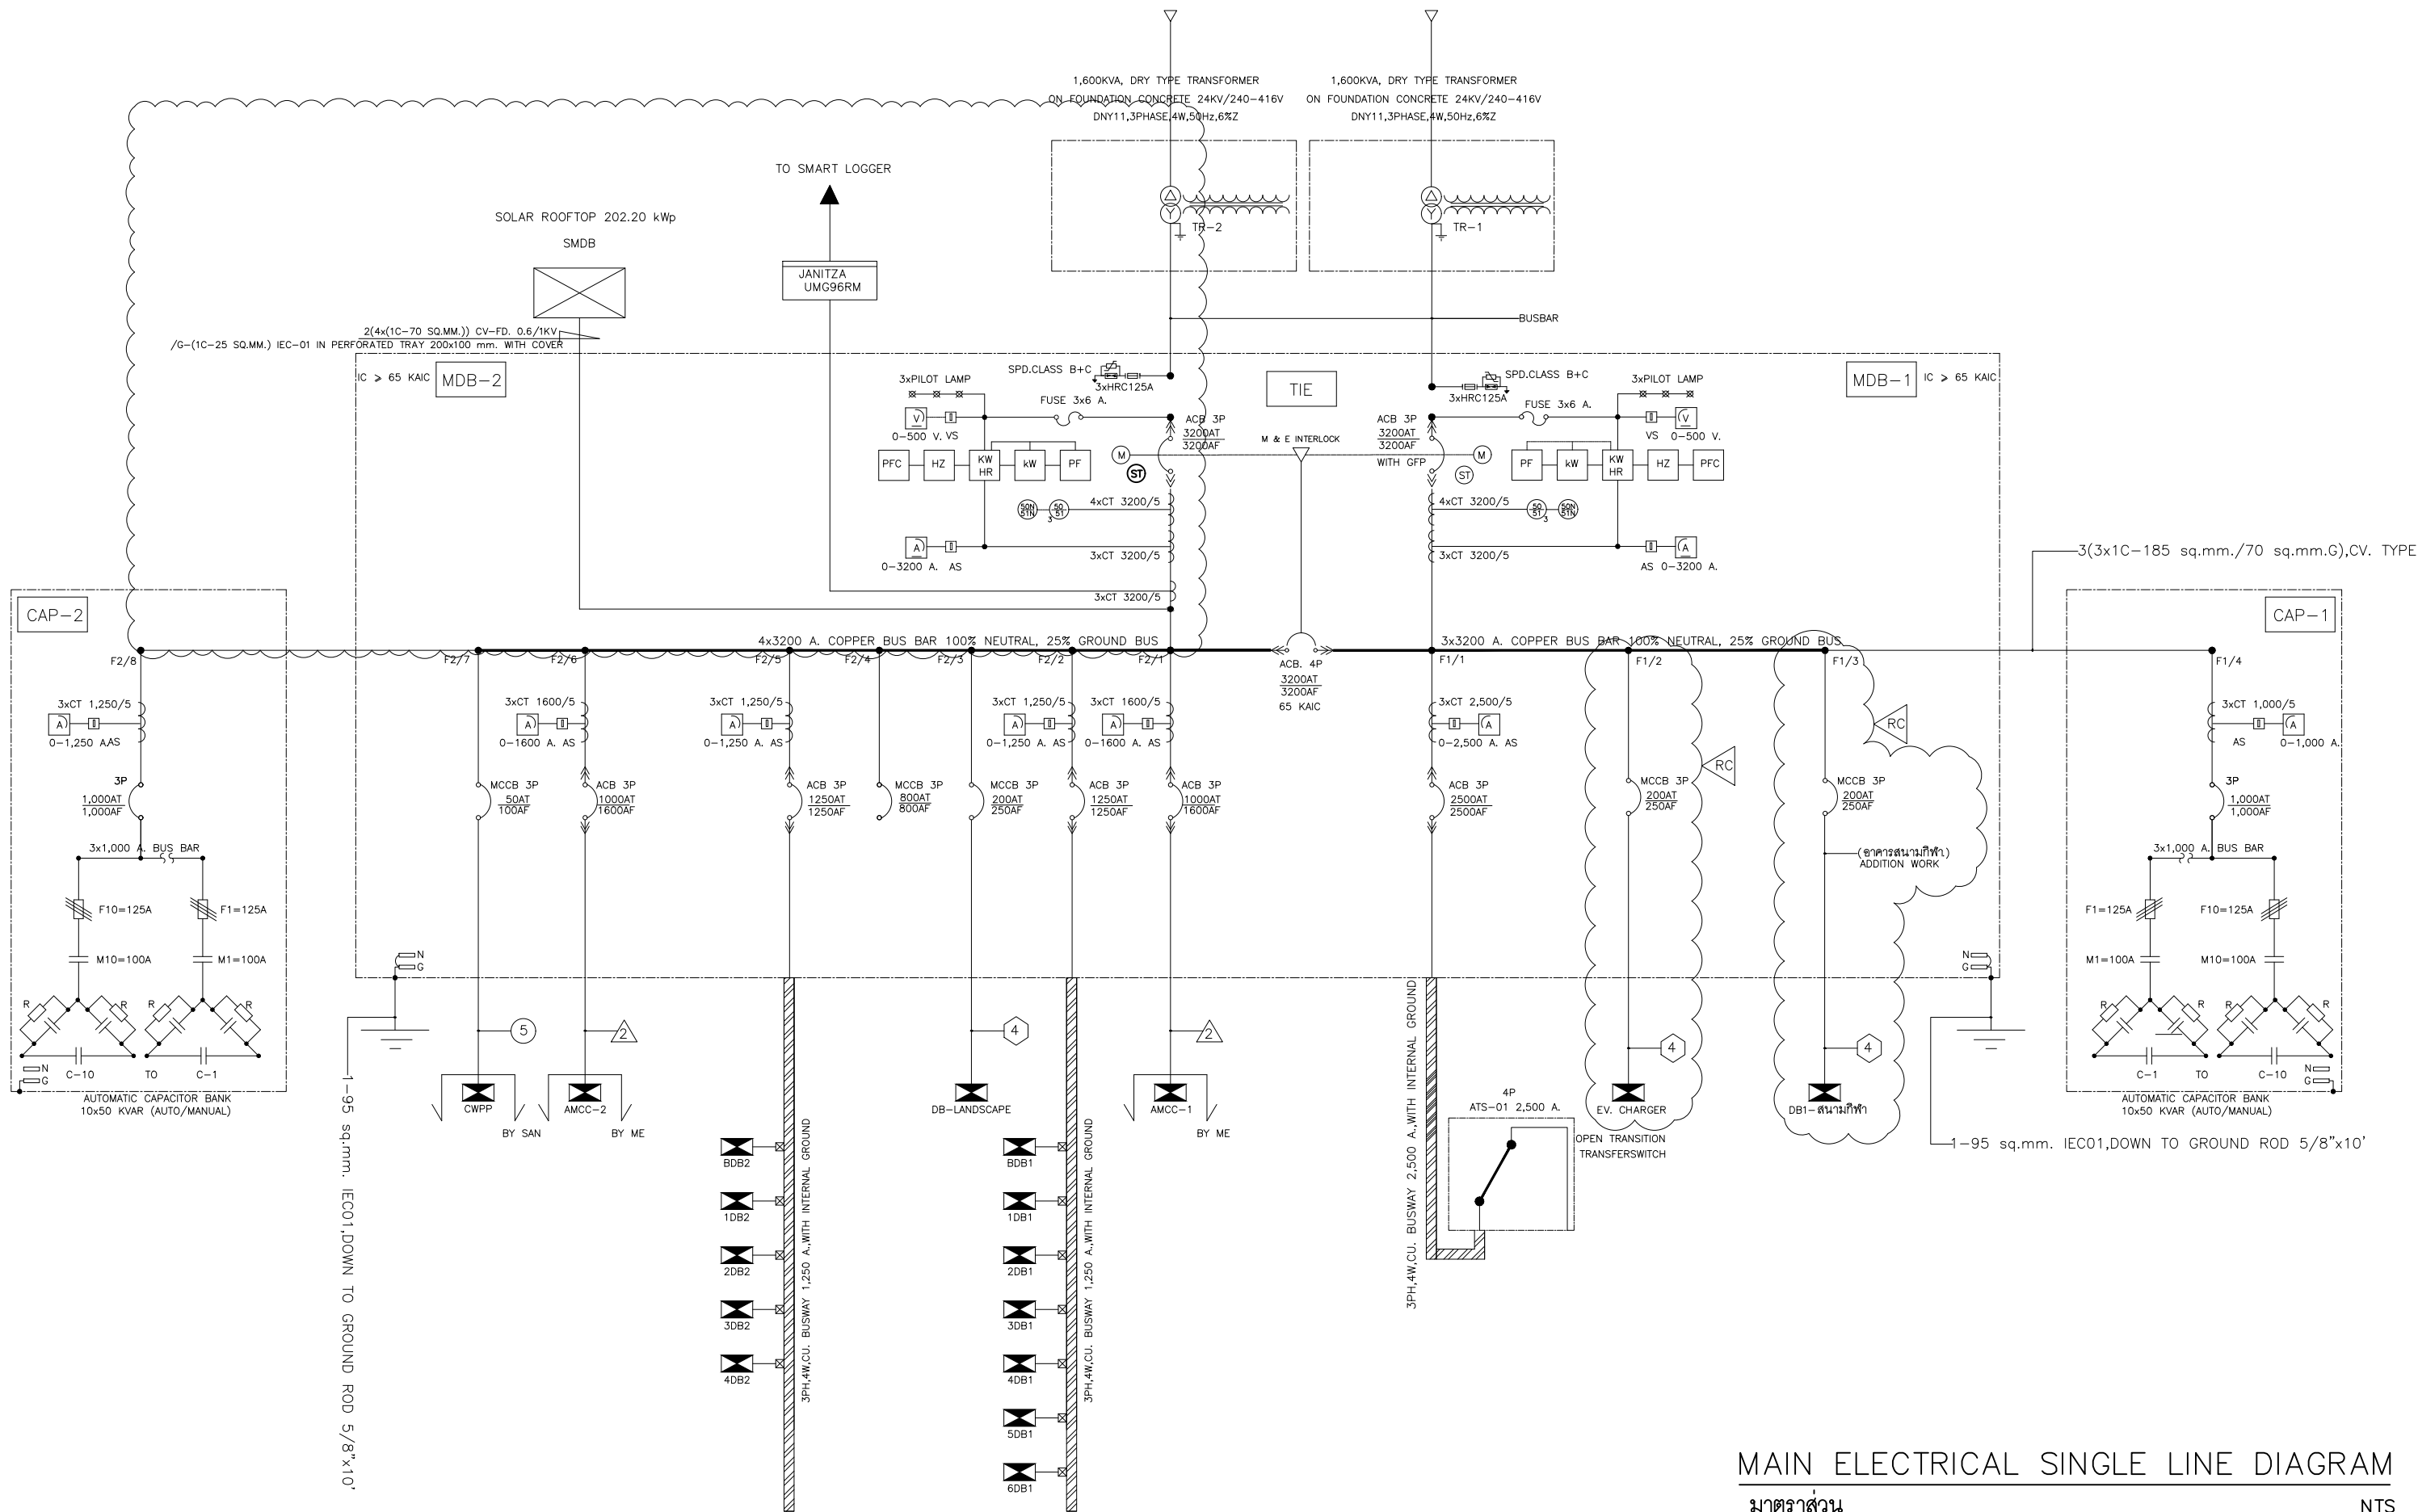 1,600KVA, DRY TYPE TRANSFORMER
ON FOUNDATION CONCRETE 24KV/240-416V
DNY11,3PHASE,4W,50Hz,6%Z
1,600KVA, DRY TYPE TRANSFORMER
ON FOUNDATION CONCRETE 24KV/240-416V
DNY11,3PHASE,4W,50Hz,6%Z
TR-2
TR-1
TO SMART LOGGER
SOLAR ROOFTOP 202.20 kWp
SMDB
JANITZA
UMG96RM
BUSBAR
2(4x(1C-70 SQ.MM.)) CV-FD. 0.6/1KV
/G-(1C-25 SQ.MM.) IEC-01 IN PERFORATED TRAY 200x100 mm. WITH COVER
IC ⩾ 65 KAIC
MDB-2
3xPILOT LAMP
SPD.CLASS B+C
3xHRC125A
FUSE 3x6 A.
V
0-500 V. VS
ACB 3P
3200AT
3200AF
PFC
HZ
KW
HR
kW
PF
M
ST
50N
51N
50
51
3
4xCT 3200/5
A
0-3200 A. AS
3xCT 3200/5
3xCT 3200/5
TIE
M & E INTERLOCK
MDB-1
IC ⩾ 65 KAIC
SPD.CLASS B+C
3xHRC125A
3xPILOT LAMP
FUSE 3x6 A.
V
VS 0-500 V.
ACB 3P
3200AT
3200AF
WITH GFP
M
ST
PF
kW
KW
HR
HZ
PFC
4xCT 3200/5
50
51
3
50N
51N
3xCT 3200/5
A
AS 0-3200 A.
3(3x1C-185 sq.mm./70 sq.mm.G),CV. TYPE
CAP-2
CAP-1
4x3200 A. COPPER BUS BAR 100% NEUTRAL, 25% GROUND BUS
3x3200 A. COPPER BUS BAR 100% NEUTRAL, 25% GROUND BUS
F2/8
F2/7
F2/6
F2/5
F2/4
F2/3
F2/2
F2/1
F1/1
F1/2
F1/3
F1/4
ACB. 4P
3200AT
3200AF
65 KAIC
3xCT 1,250/5
A
0-1,250 A.AS
3xCT 1600/5
A
0-1600 A. AS
3xCT 1,250/5
A
0-1,250 A. AS
3xCT 1,250/5
A
0-1,250 A. AS
3xCT 1600/5
A
0-1600 A. AS
3xCT 2,500/5
A
0-2,500 A. AS
RC
RC
3xCT 1,000/5
A
AS
0-1,000 A.
3P
1,000AT
1,000AF
MCCB 3P
50AT
100AF
ACB 3P
1000AT
1600AF
ACB 3P
1250AT
1250AF
MCCB 3P
800AT
800AF
MCCB 3P
200AT
250AF
ACB 3P
1250AT
1250AF
ACB 3P
1000AT
1600AF
ACB 3P
2500AT
2500AF
MCCB 3P
200AT
250AF
MCCB 3P
200AT
250AF
3P
1,000AT
1,000AF
3x1,000 A. BUS BAR
(อาคารสนามกีฬา)
ADDITION WORK
3x1,000 A. BUS BAR
F10=125A
F1=125A
M10=100A
M1=100A
R
R
R
R
C-10
TO
C-1
N
G
AUTOMATIC CAPACITOR BANK
10x50 KVAR (AUTO/MANUAL)
N
G
1-95 sq.mm. IEC01,DOWN TO GROUND ROD 5/8"x10'
5
CWPP
BY SAN
2
AMCC-2
BY ME
4
DB-LANDSCAPE
2
AMCC-1
BY ME
4
EV. CHARGER
4
DB1-สนามกีฬา
N
G
1-95 sq.mm. IEC01,DOWN TO GROUND ROD 5/8"x10'
F1=125A
F10=125A
M1=100A
M10=100A
R
R
R
R
C-1
TO
C-10
N
G
AUTOMATIC CAPACITOR BANK
10x50 KVAR (AUTO/MANUAL)
BDB2
1DB2
2DB2
3DB2
4DB2
3PH,4W,CU. BUSWAY 1,250 A.,WITH INTERNAL GROUND
BDB1
1DB1
2DB1
3DB1
4DB1
5DB1
6DB1
3PH,4W,CU. BUSWAY 1,250 A.,WITH INTERNAL GROUND
3PH,4W,CU. BUSWAY 2,500 A.,WITH INTERNAL GROUND
4P
ATS-01 2,500 A.
OPEN TRANSITION
TRANSFERSWITCH
MAIN ELECTRICAL SINGLE LINE DIAGRAM
มาตราส่วน NTS